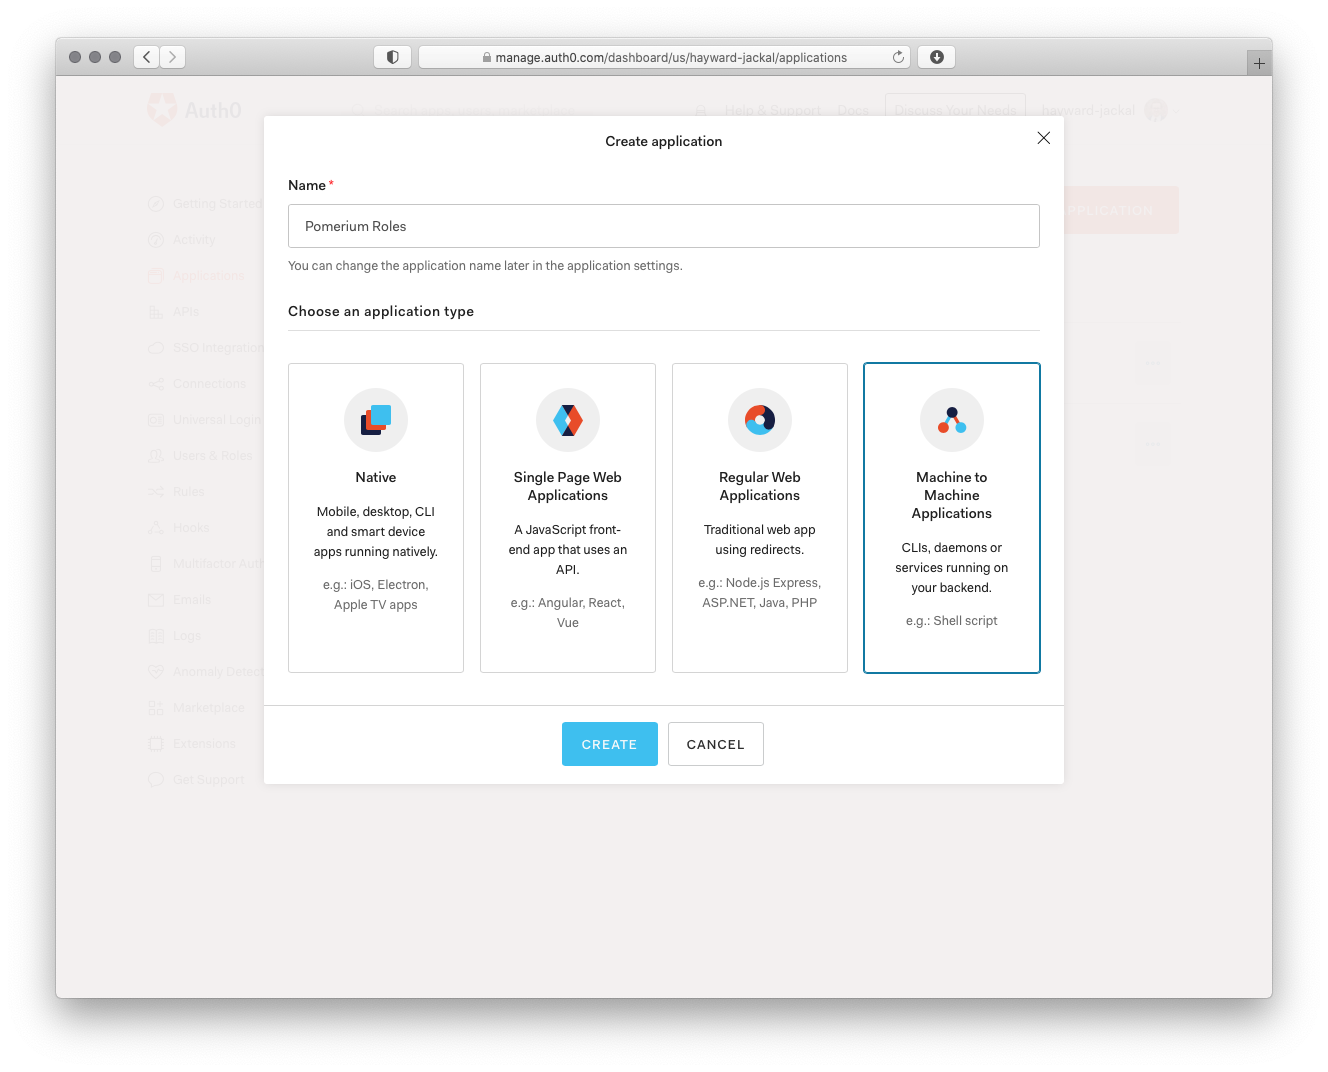 manage.auth0.com/dashboard/us/hayward-jackal/applications
Auth0
Help & Support
Docs
Discuss Your Needs
hayward-jackal
Create application
Name *
Pomerium Roles
You can change the application name later in the application settings.
Choose an application type
Native
Mobile, desktop, CLI
and smart device
apps running natively.
e.g.: iOS, Electron,
Apple TV apps
Single Page Web
Applications
A JavaScript front-
end app that uses an
API.
e.g.: Angular, React,
Vue
Regular Web
Applications
Traditional web app
using redirects.
e.g.: Node.js Express,
ASP.NET, Java, PHP
Machine to
Machine
Applications
CLIs, daemons or
services running on
your backend.
e.g.: Shell script
CREATE
CANCEL
Getting Started
Activity
Applications
APIs
SSO Integration
Connections
Universal Login
Users & Roles
Rules
Hooks
Multifactor Auth
Emails
Logs
Anomaly Detect
Marketplace
Extensions
Get Support
PLICATION